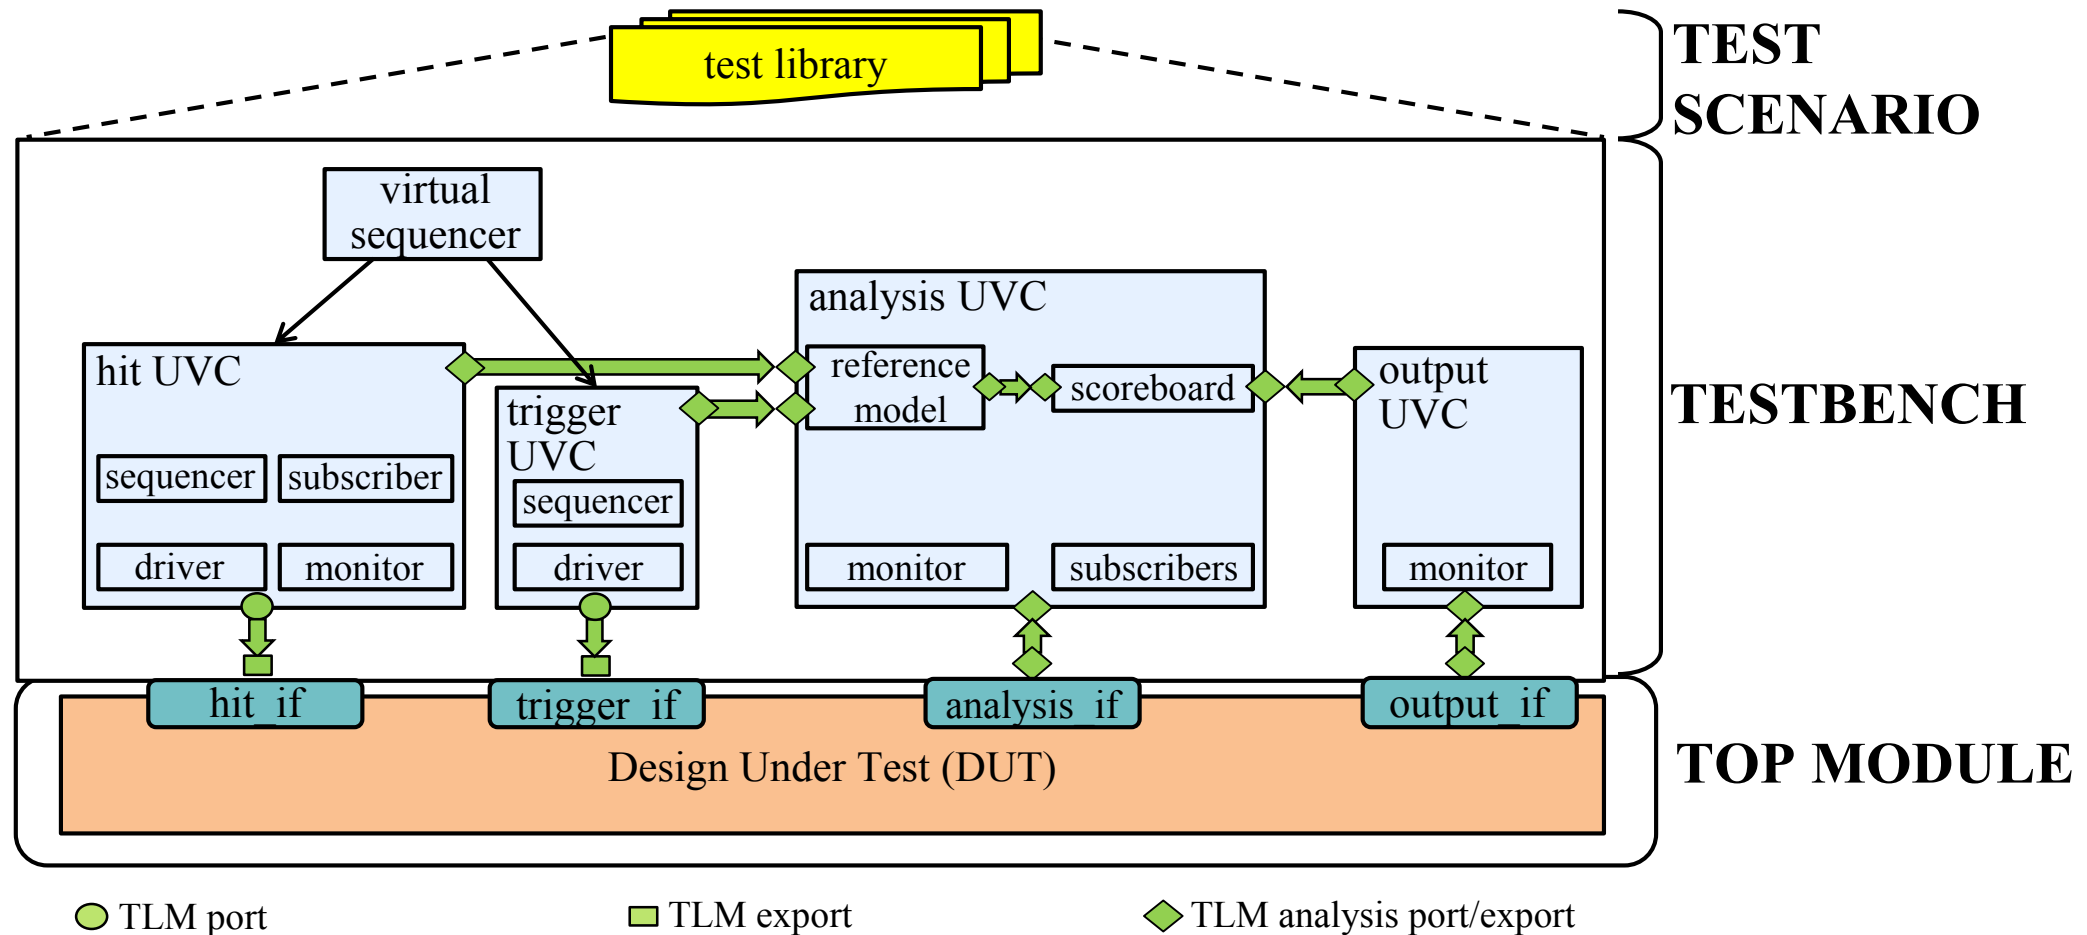 test library
TEST
SCENARIO
virtual
sequencer
analysis UVC
hit UVC
reference
model
scoreboard
output
UVC
trigger
UVC
TESTBENCH
sequencer
subscriber
sequencer
driver
monitor
driver
monitor
subscribers
monitor
hit_if
trigger_if
analysis_if
output_if
Design Under Test (DUT)
TOP MODULE
TLM port
TLM export
TLM analysis port/export